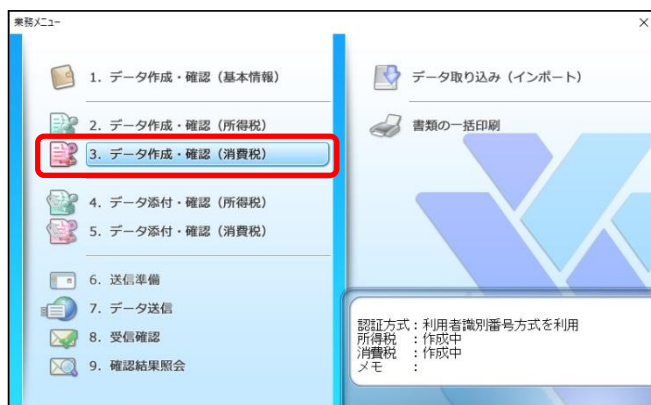 業務メニュー
1. データ作成・確認（基本情報）
2. データ作成・確認（所得税）
3. データ作成・確認（消費税）
4. データ添付・確認（所得税）
5. データ添付・確認（消費税）
6. 送信準備
7. データ送信
8. 受信確認
9. 確認結果照会
データ取り込み（インポート）
書類の一括印刷
認証方式：利用者識別番号方式を利用
所得税　：作成中
消費税　：作成中
メモ　　：